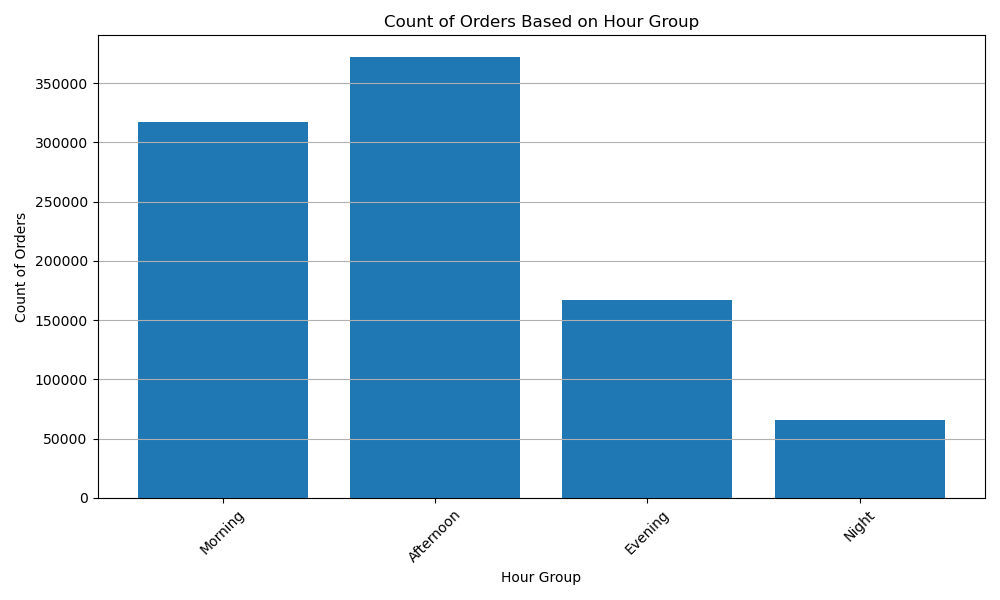 Count of Orders Based on Hour Group
Count of Orders
350000
300000
250000
200000
150000
100000
50000
0
Morning
Afternoon
Evening
Night
Hour Group